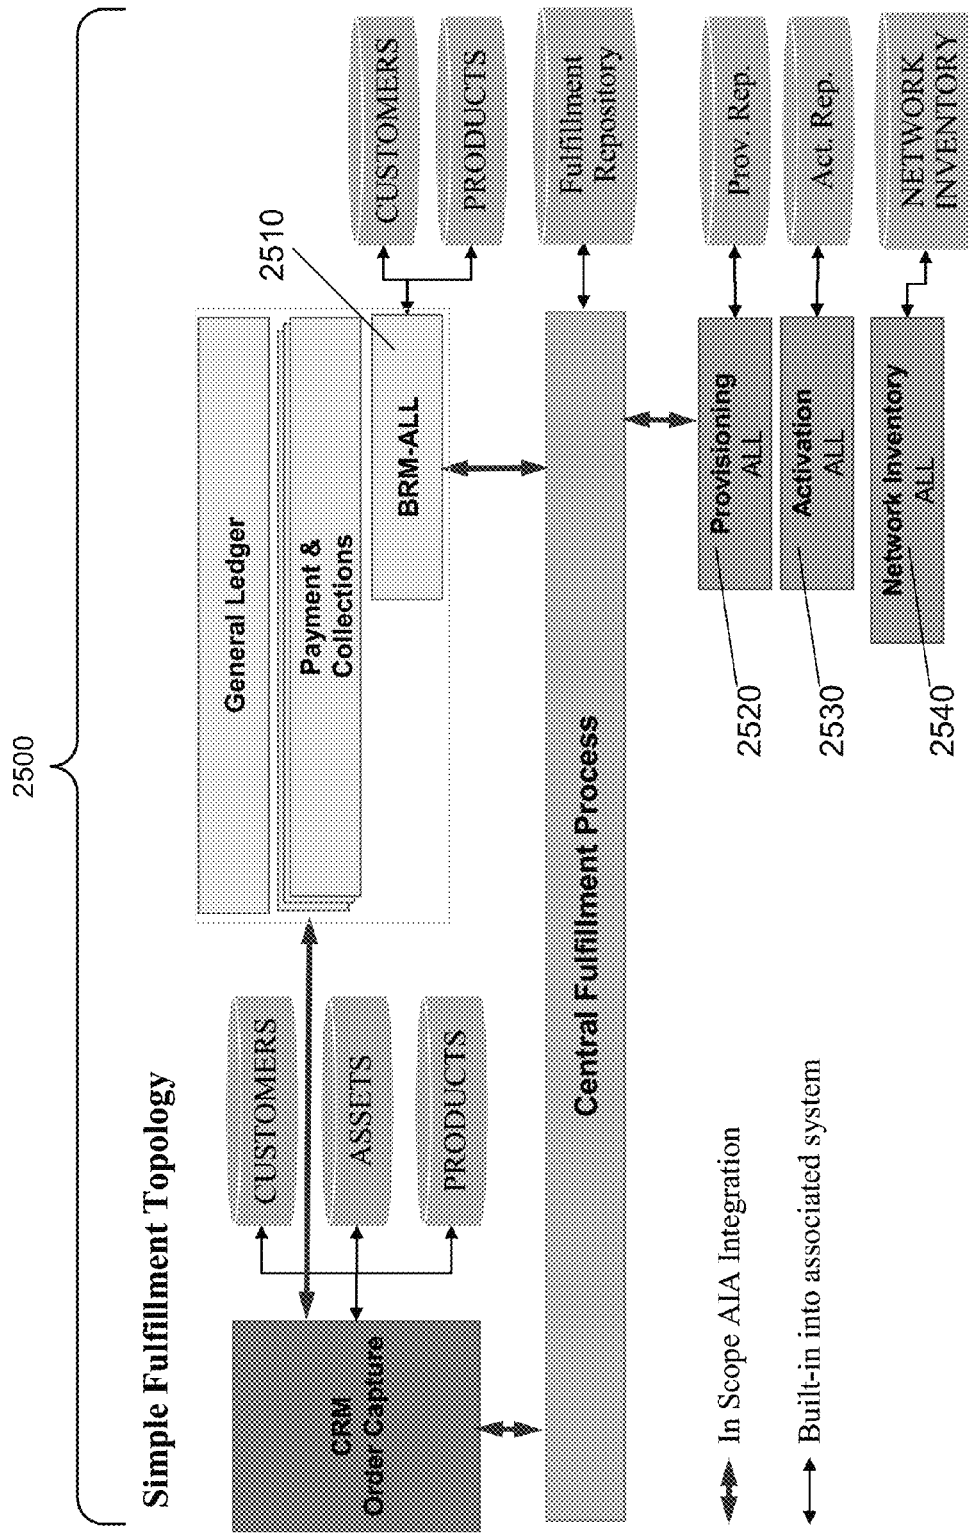 2500
Simple Fulfillment Topology
CRM
Order Capture
CUSTOMERS
ASSETS
PRODUCTS
General Ledger
Payment &
Collections
BRM-ALL
2510
CUSTOMERS
PRODUCTS
Central Fulfillment Process
Fulfillment
Repository
Provisioning
ALL
2520
Prov. Rep.
Activation
ALL
2530
Act. Rep.
Network Inventory
ALL
2540
NETWORK
INVENTORY
In Scope AIA Integration
Built-in into associated system